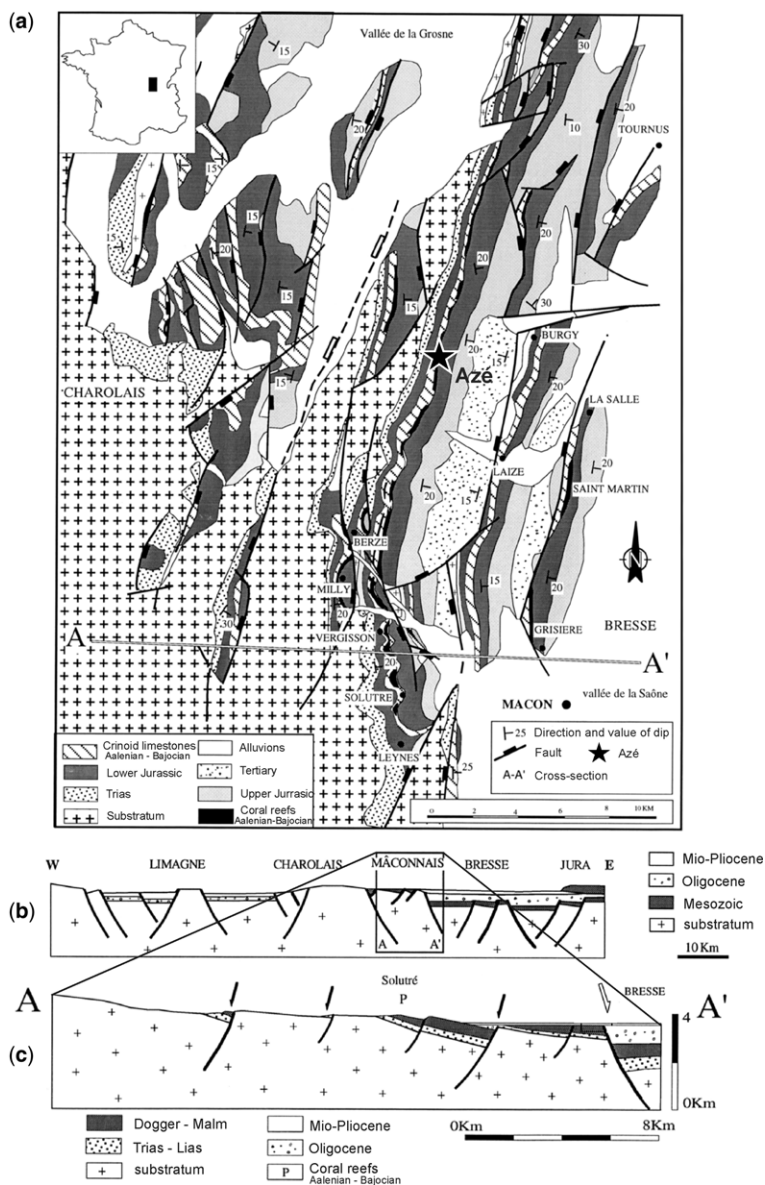 (a)
Vallée de la Grosne
15
30
20
20
TOURNUS
10
15
15
15
20
20
20
15
15
30
20
15
BURGY
Azé
CHAROLAIS
15
20
LA SALLE
LAIZE
20
20
15
SAINT MARTIN
BERZE
N
MILLY
15
20
30
20
VERGISSON
GRISIERE
BRESSE
A
A'
20
SOLUTRE
MACON
vallée de la Saône
LEYNES
25
Crinoid limestones
Aalenian - Bajocian
Lower Jurassic
Trias
Substratum
Alluvions
Tertiary
Upper Jurrasic
Coral reefs
Aalenian-Bajocian
25 Direction and value of dip
Fault
Azé
A-A' Cross-section
0 2 4 6 8 10 KM
(b)
W LIMAGNE CHAROLAIS MÂCONNAIS BRESSE JURA E
A A'
Mio-Pliocene
Oligocene
Mesozoic
substratum
10 Km
(c)
A
Solutré
P
BRESSE
A'
4
0Km
Dogger - Malm
Trias - Lias
substratum
Mio-Pliocene
Oligocene
P Coral reefs
Aalenian - Bajocian
0Km 8Km